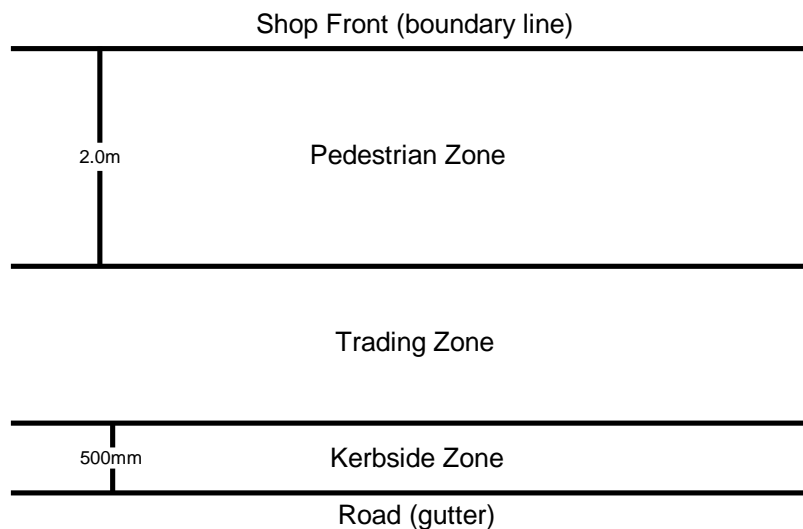 Shop Front (boundary line)
2.0m
Pedestrian Zone
Trading Zone
500mm
Kerbside Zone
Road (gutter)